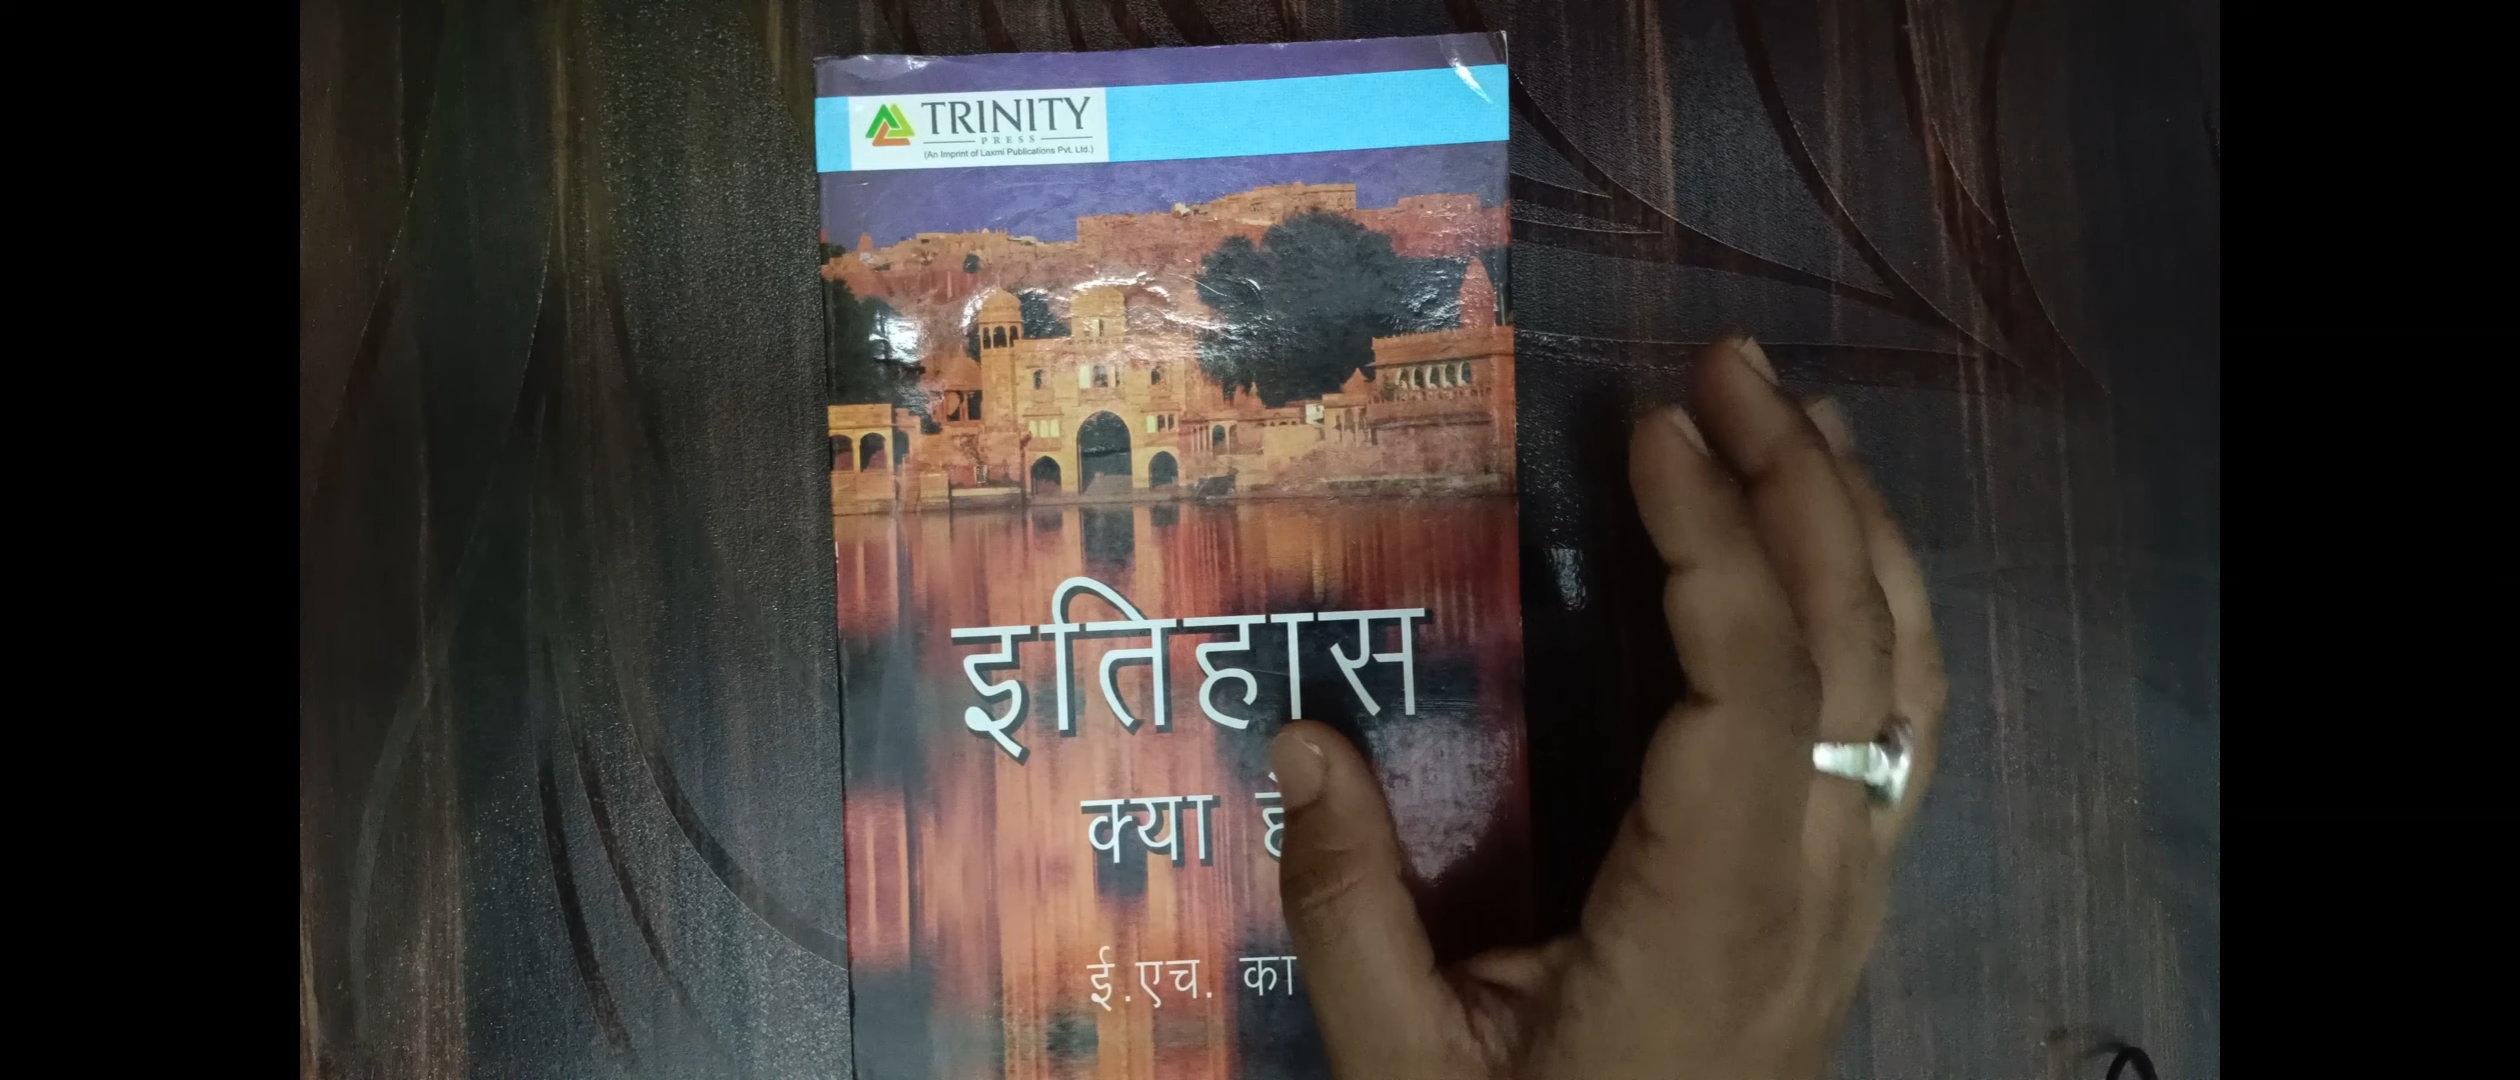 TRINITY
PRESS
(An Imprint of Laxmi Publications Pvt. Ltd.)
इतिहास
क्या
ई.एच.